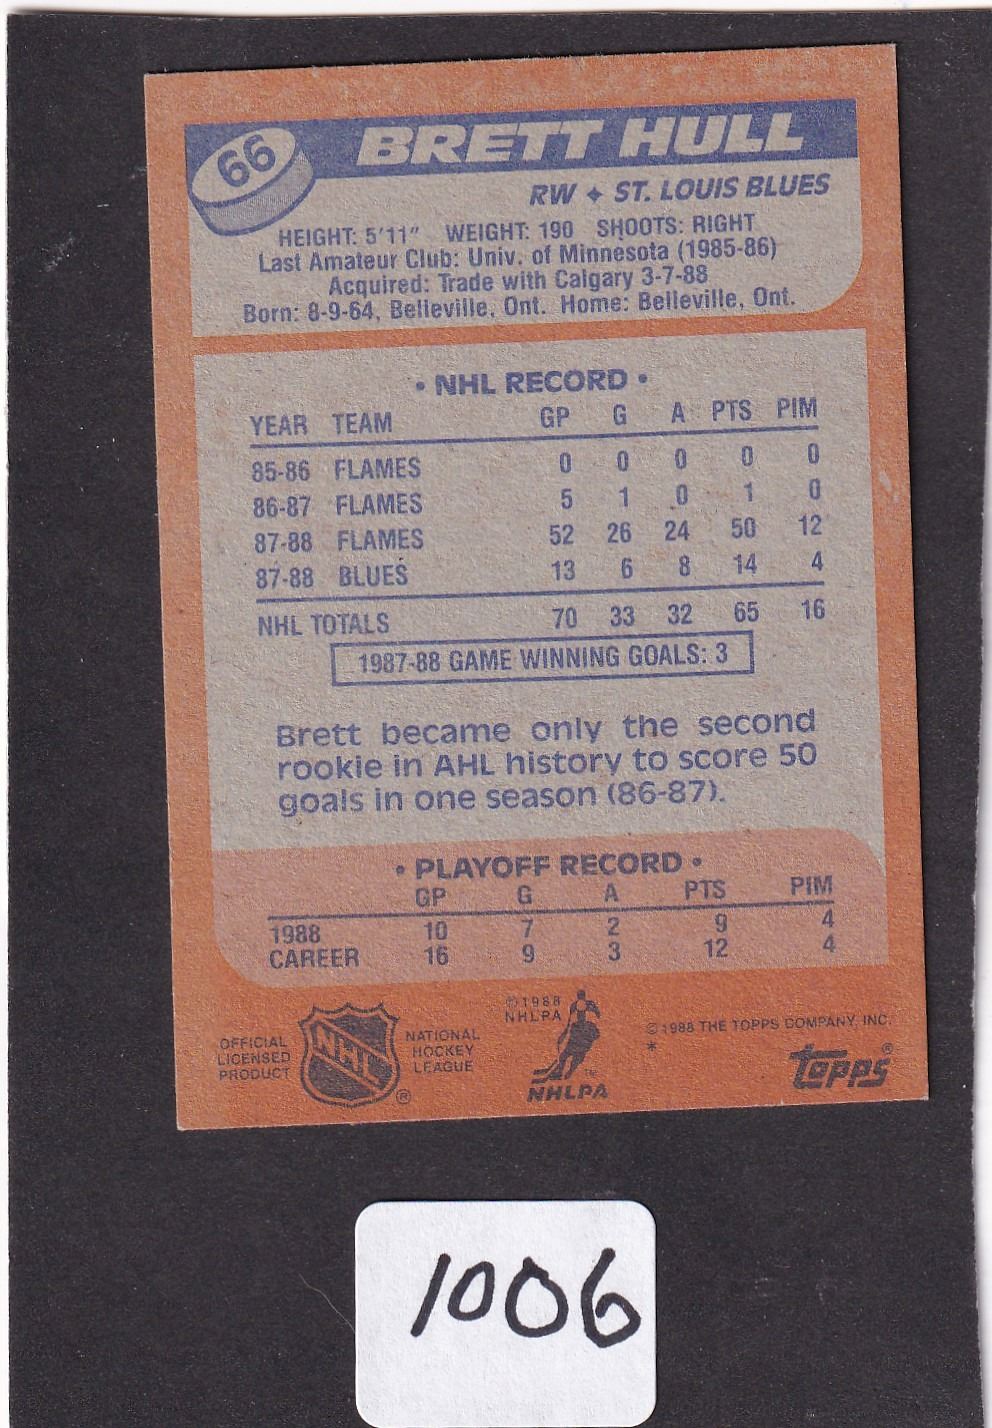 66
BRETT HULL
RW ✦ ST. LOUIS BLUES
HEIGHT: 5'11" WEIGHT: 190 SHOOTS: RIGHT
Last Amateur Club: Univ. of Minnesota (1985-86)
Acquired: Trade with Calgary 3-7-88
Born: 8-9-64, Belleville, Ont. Home: Belleville, Ont.
• NHL RECORD •
YEAR TEAM GP G A PTS PIM
85-86 FLAMES 0 0 0 0 0
86-87 FLAMES 5 1 0 1 0
87-88 FLAMES 52 26 24 50 12
87-88 BLUES 13 6 8 14 4
NHL TOTALS 70 33 32 65 16
1987-88 GAME WINNING GOALS: 3
Brett became only the second
rookie in AHL history to score 50
goals in one season (86-87).
• PLAYOFF RECORD •
GP G A PTS PIM
1988 10 7 2 9 4
CAREER 16 9 3 12 4
OFFICIAL
LICENSED
PRODUCT
NHL
®
NATIONAL
HOCKEY
LEAGUE
©1988
NHLPA
™
NHLPA
©1988 THE TOPPS COMPANY, INC.
*
topps®
1006